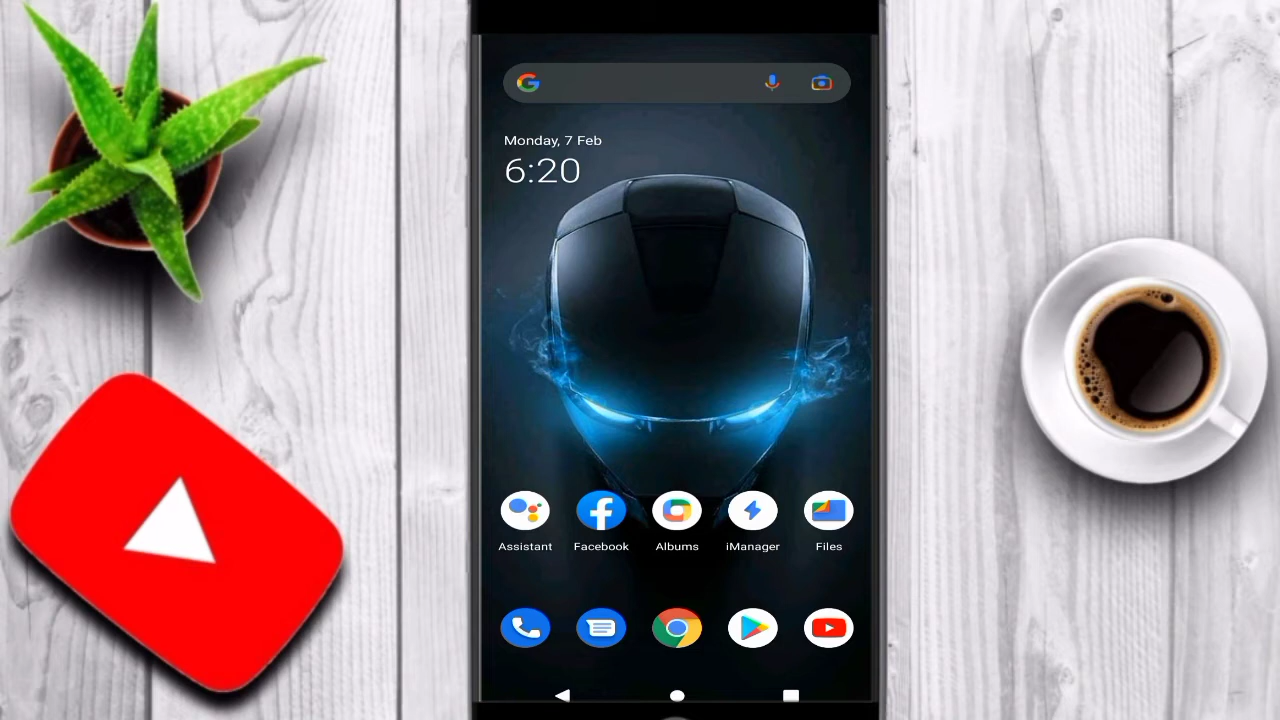 Monday, 7 Feb
6:20
Assistant
Facebook
Albums
iManager
Files